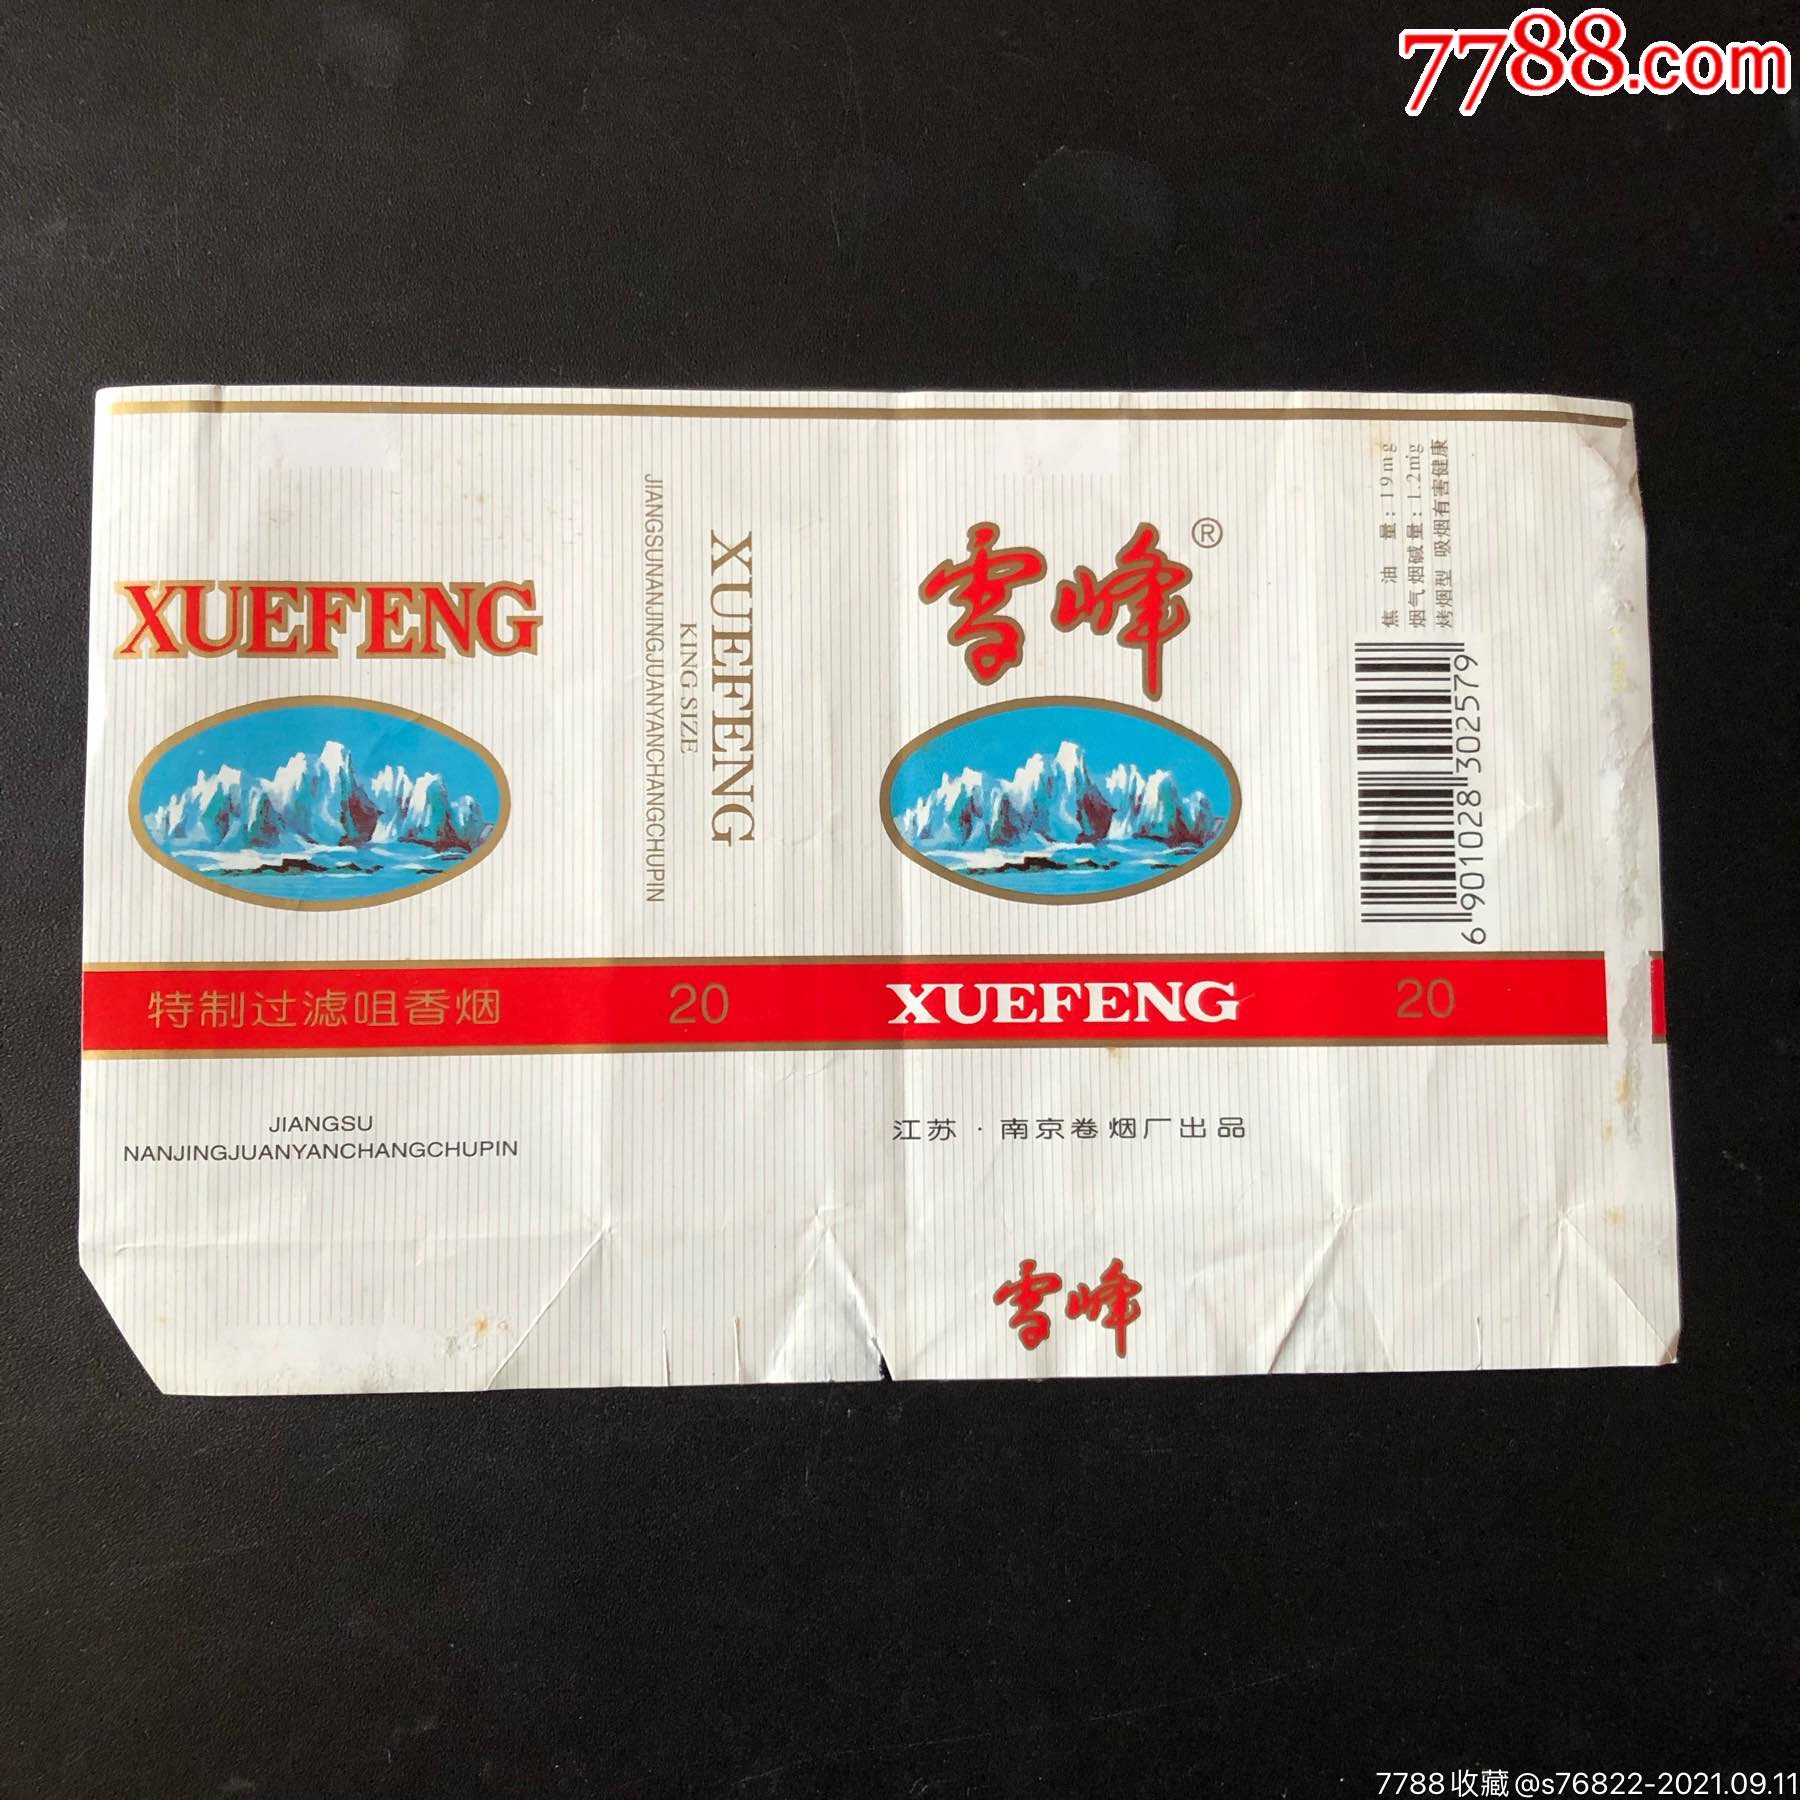 7788.com
XUEFENG
特制过滤咀香烟
JIANGSU
NANJINGJUANYANCHANGCHUPIN
XUEFENG
KING SIZE
JIANGSUNANJINGJUANYANCHANGCHUPIN
20
雪峰®
XUEFENG
江苏·南京卷烟厂出品
雪峰
焦油量:19mg
烟气烟碱量:1.2mg
烤烟型 吸烟有害健康
6901028302579
20
7788收藏@s76822-2021.09.11